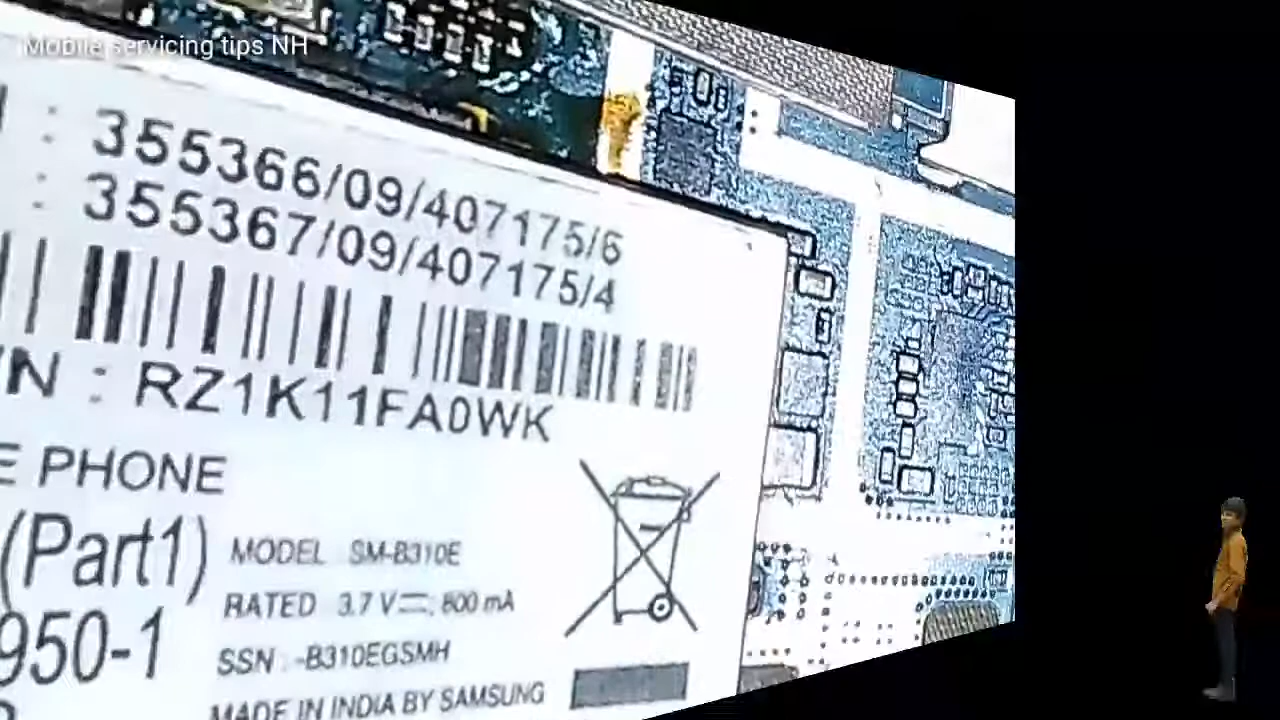 Mobile servicing tips NH
: 355366/09/407175/6
: 355367/09/407175/4
/N : RZ1K11FA0WK
E PHONE
(Part1)
MODEL SM-B310E
RATED 3.7 V⎓; 800 mA
950-1
SSN : -B310EGSMH
MADE IN INDIA BY SAMSUNG